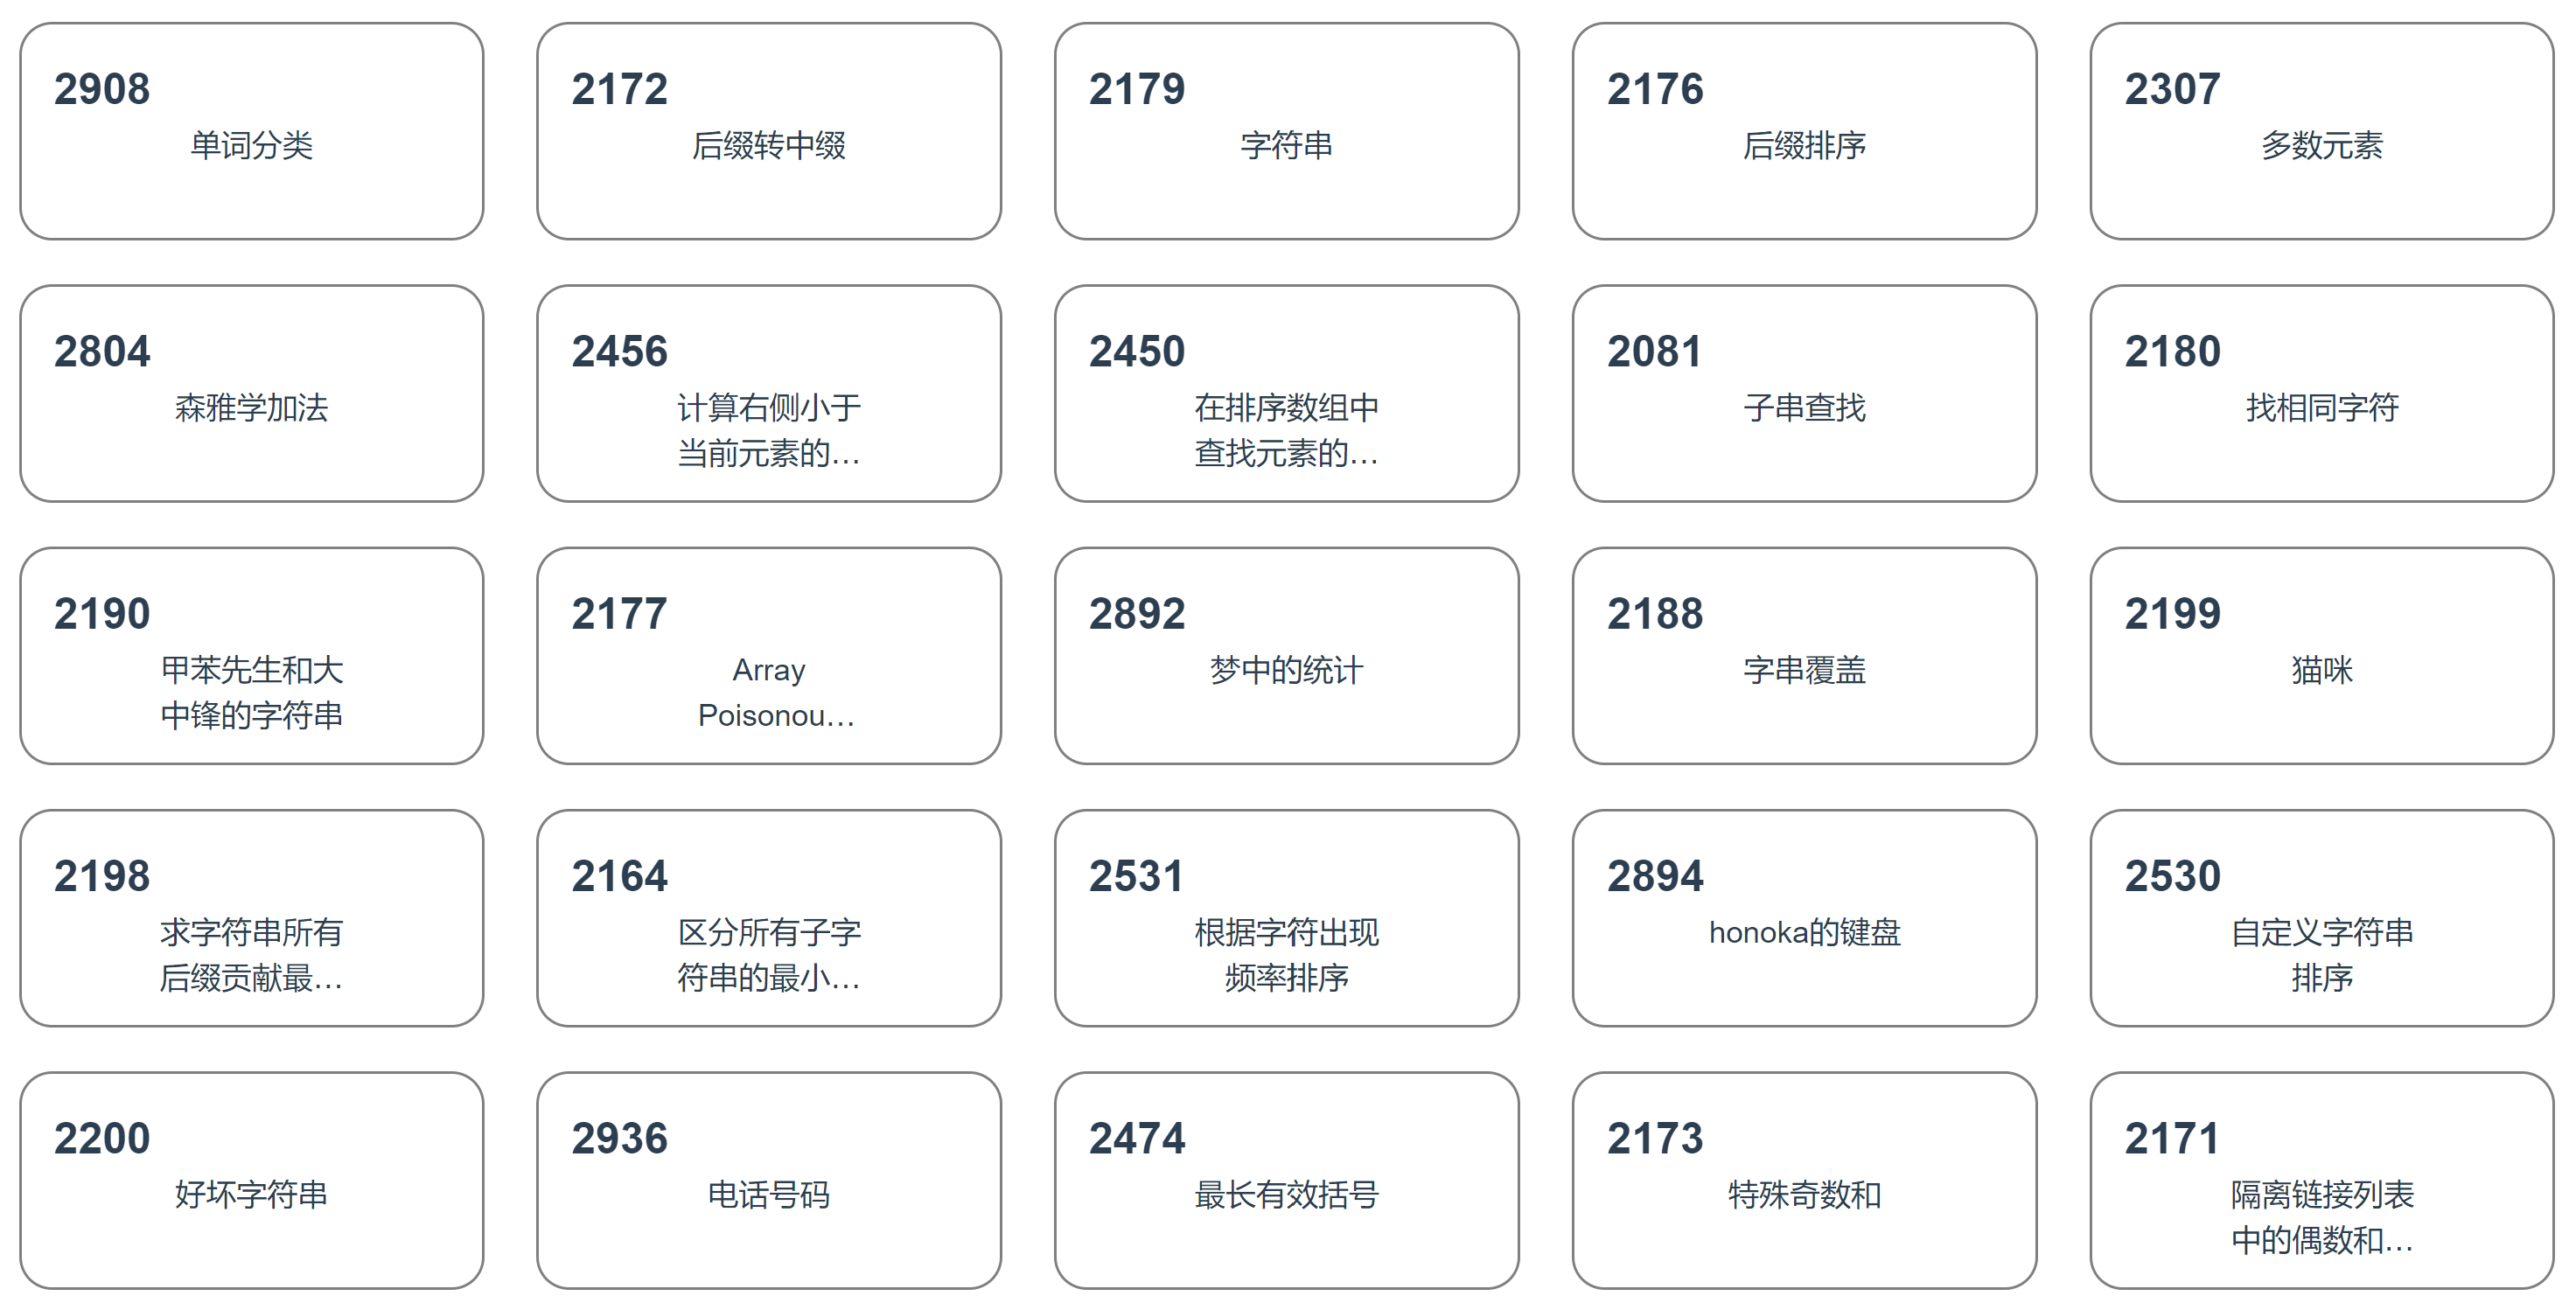 2908
单词分类
2172
后缀转中缀
2179
字符串
2176
后缀排序
2307
多数元素
2804
森雅学加法
2456
计算右侧小于
当前元素的…
2450
在排序数组中
查找元素的…
2081
子串查找
2180
找相同字符
2190
甲苯先生和大
中锋的字符串
2177
Array
Poisonou…
2892
梦中的统计
2188
字串覆盖
2199
猫咪
2198
求字符串所有
后缀贡献最…
2164
区分所有子字
符串的最小…
2531
根据字符出现
频率排序
2894
honoka的键盘
2530
自定义字符串
排序
2200
好坏字符串
2936
电话号码
2474
最长有效括号
2173
特殊奇数和
2171
隔离链接列表
中的偶数和…